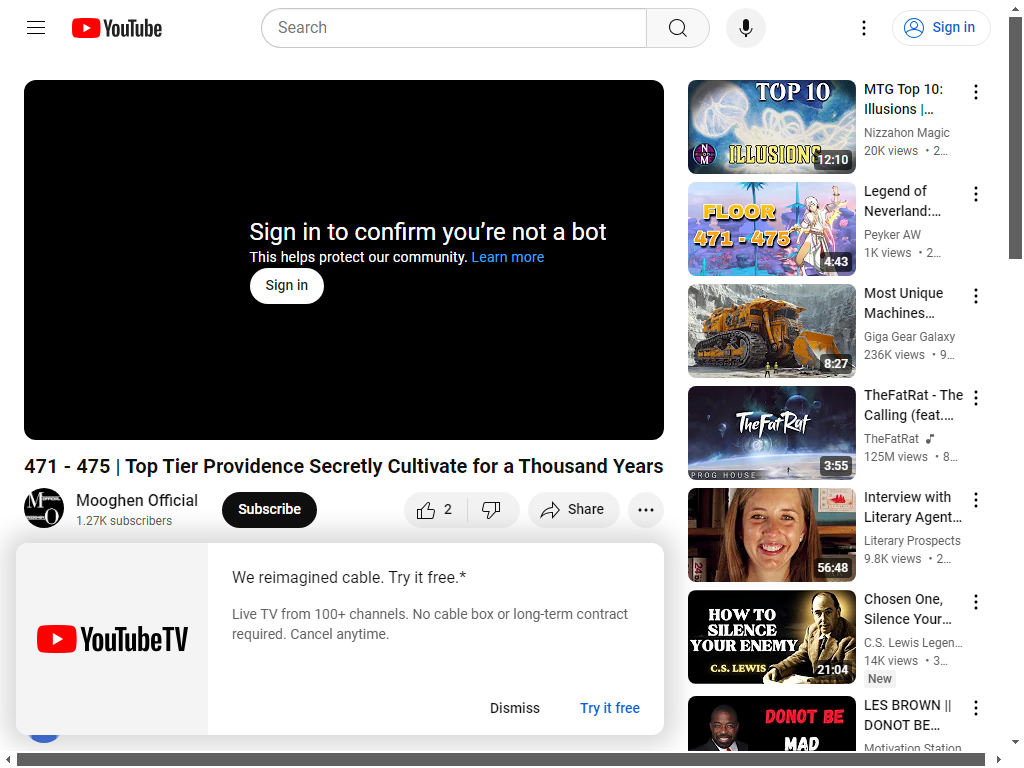 YouTube
Search
Sign in
Sign in to confirm you’re not a bot
This helps protect our community. Learn more
Sign in
471 - 475 | Top Tier Providence Secretly Cultivate for a Thousand Years
Mooghen Official
1.27K subscribers
Subscribe
2
Share
YouTubeTV
We reimagined cable. Try it free.*
Live TV from 100+ channels. No cable box or long-term contract
required. Cancel anytime.
Dismiss
Try it free
TOP 10
ILLUSIONS
N
O
M
12:10
MTG Top 10:
Illusions |…
Nizzahon Magic
20K views • 2…
FLOOR
471 - 475
4:43
Legend of
Neverland:…
Peyker AW
1K views • 2…
8:27
Most Unique
Machines…
Giga Gear Galaxy
236K views • 9…
TheFatRat
PROG HOUSE
3:55
TheFatRat - The
Calling (feat.…
TheFatRat
125M views • 8…
56:48
Interview with
Literary Agent…
Literary Prospects
9.8K views • 2…
HOW TO
SILENCE
YOUR ENEMY
C.S. LEWIS
21:04
Chosen One,
Silence Your…
C.S. Lewis Legen…
14K views • 3…
New
DONOT BE
MAD
LES BROWN ||
DONOT BE…
Motivation Station